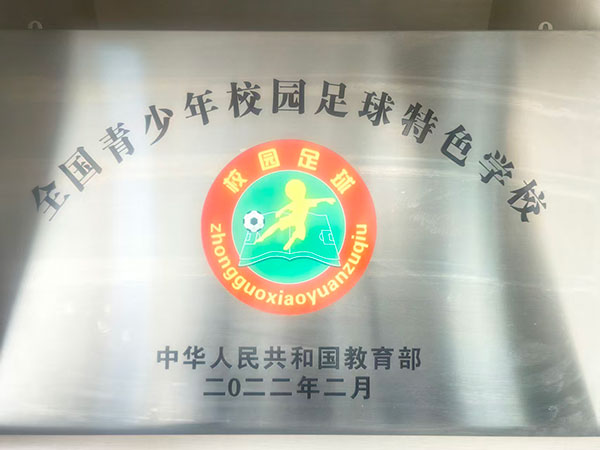 全国青少年校园足球特色学校
校园足球
zhongguoxiaoyuanzuqiu
中华人民共和国教育部
二〇二二年二月